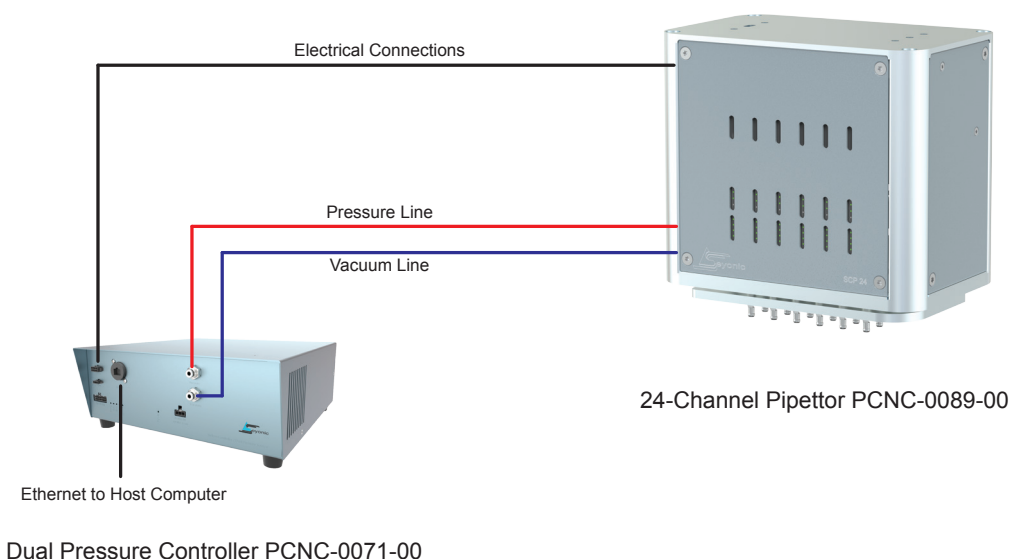 Electrical Connections
Pressure Line
Vacuum Line
eyonic
SCP 24
24-Channel Pipettor PCNC-0089-00
Ethernet to Host Computer
Dual Pressure Controller PCNC-0071-00